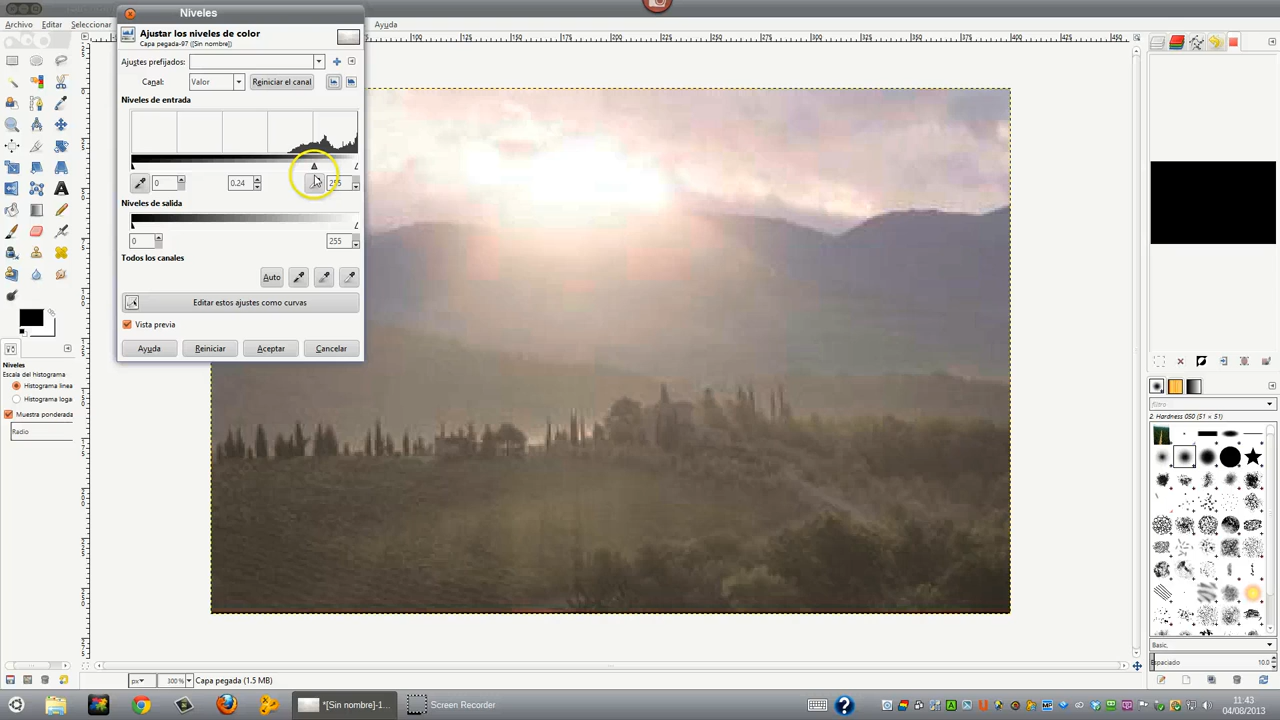 Niveles
Archivo Editar Seleccionar
Ayuda
Ajustar los niveles de color
Capa pegada-97 ([Sin nombre])
Ajustes prefijados:
Canal: Valor Reiniciar el canal
Niveles de entrada
0 0.24
Niveles de salida
0 255
Todos los canales
Auto
Editar estos ajustes como curvas
Vista previa
Ayuda Reiniciar Aceptar Cancelar
Niveles
Escala del histograma
Histograma linea
Histograma loga
Muestra ponderada
Radio
filtro
2. Hardness 050 (51 × 51)
Basic,
Espaciado 10.0
px 100% Capa pegada (1.5 MB)
*[Sin nombre]-1... Screen Recorder
11:43
04/08/2013